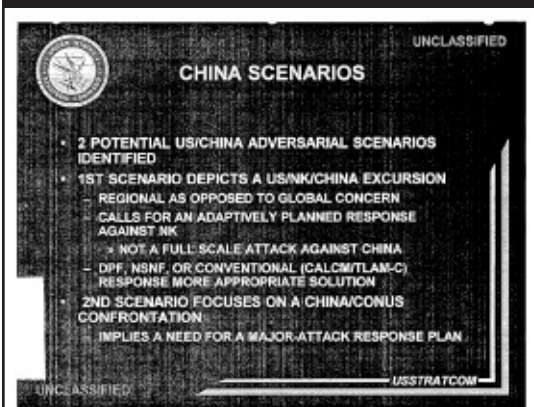 UNCLASSIFIED
CHINA SCENARIOS
• 2 POTENTIAL US/CHINA ADVERSARIAL SCENARIOS
IDENTIFIED
• 1ST SCENARIO DEPICTS A US/NK/CHINA EXCURSION
– REGIONAL AS OPPOSED TO GLOBAL CONCERN
– CALLS FOR AN ADAPTIVELY PLANNED RESPONSE
AGAINST NK
» NOT A FULL SCALE ATTACK AGAINST CHINA
– DPF, NSNF, OR CONVENTIONAL (CALCM/TLAM-C)
RESPONSE MORE APPROPRIATE SOLUTION
• 2ND SCENARIO FOCUSES ON A CHINA/CONUS
CONFRONTATION
– IMPLIES A NEED FOR A MAJOR-ATTACK RESPONSE PLAN
USSTRATCOM
UNCLASSIFIED